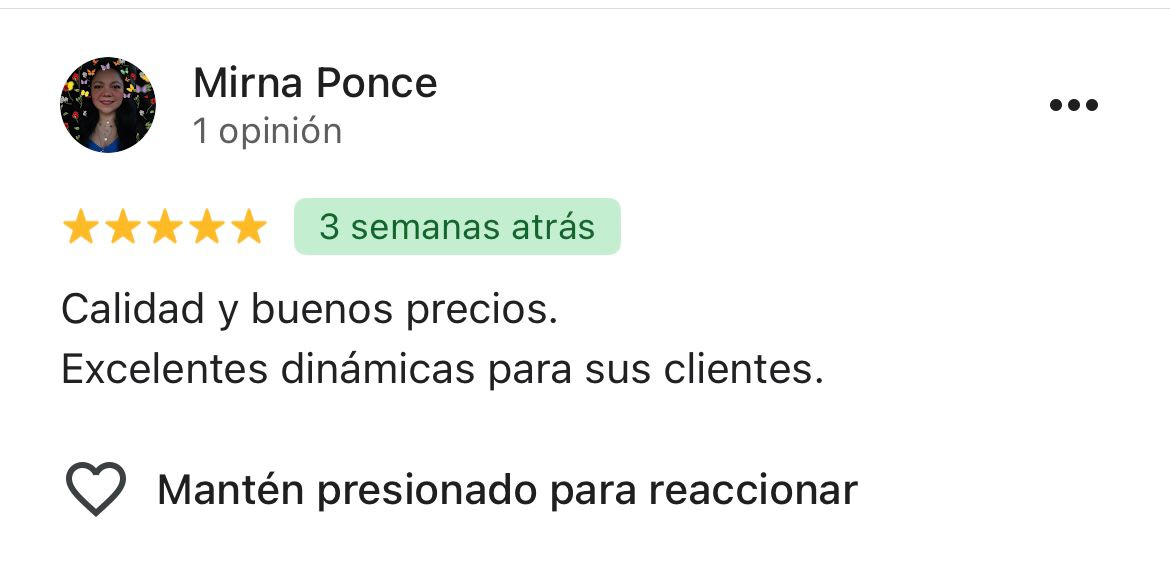 Mirna Ponce
1 opinión
3 semanas atrás
Calidad y buenos precios.
Excelentes dinámicas para sus clientes.
Mantén presionado para reaccionar